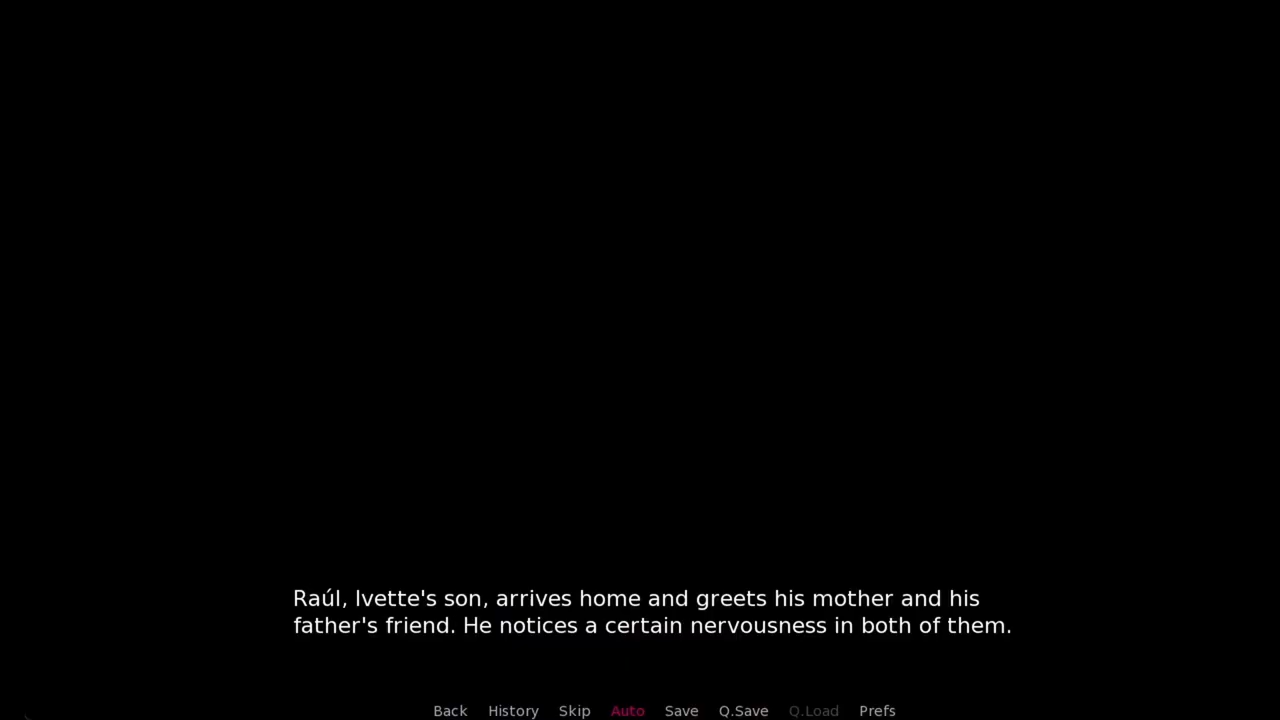 Raúl, Ivette's son, arrives home and greets his mother and his
father's friend. He notices a certain nervousness in both of them.
Back History Skip Auto Save Q.Save Q.Load Prefs